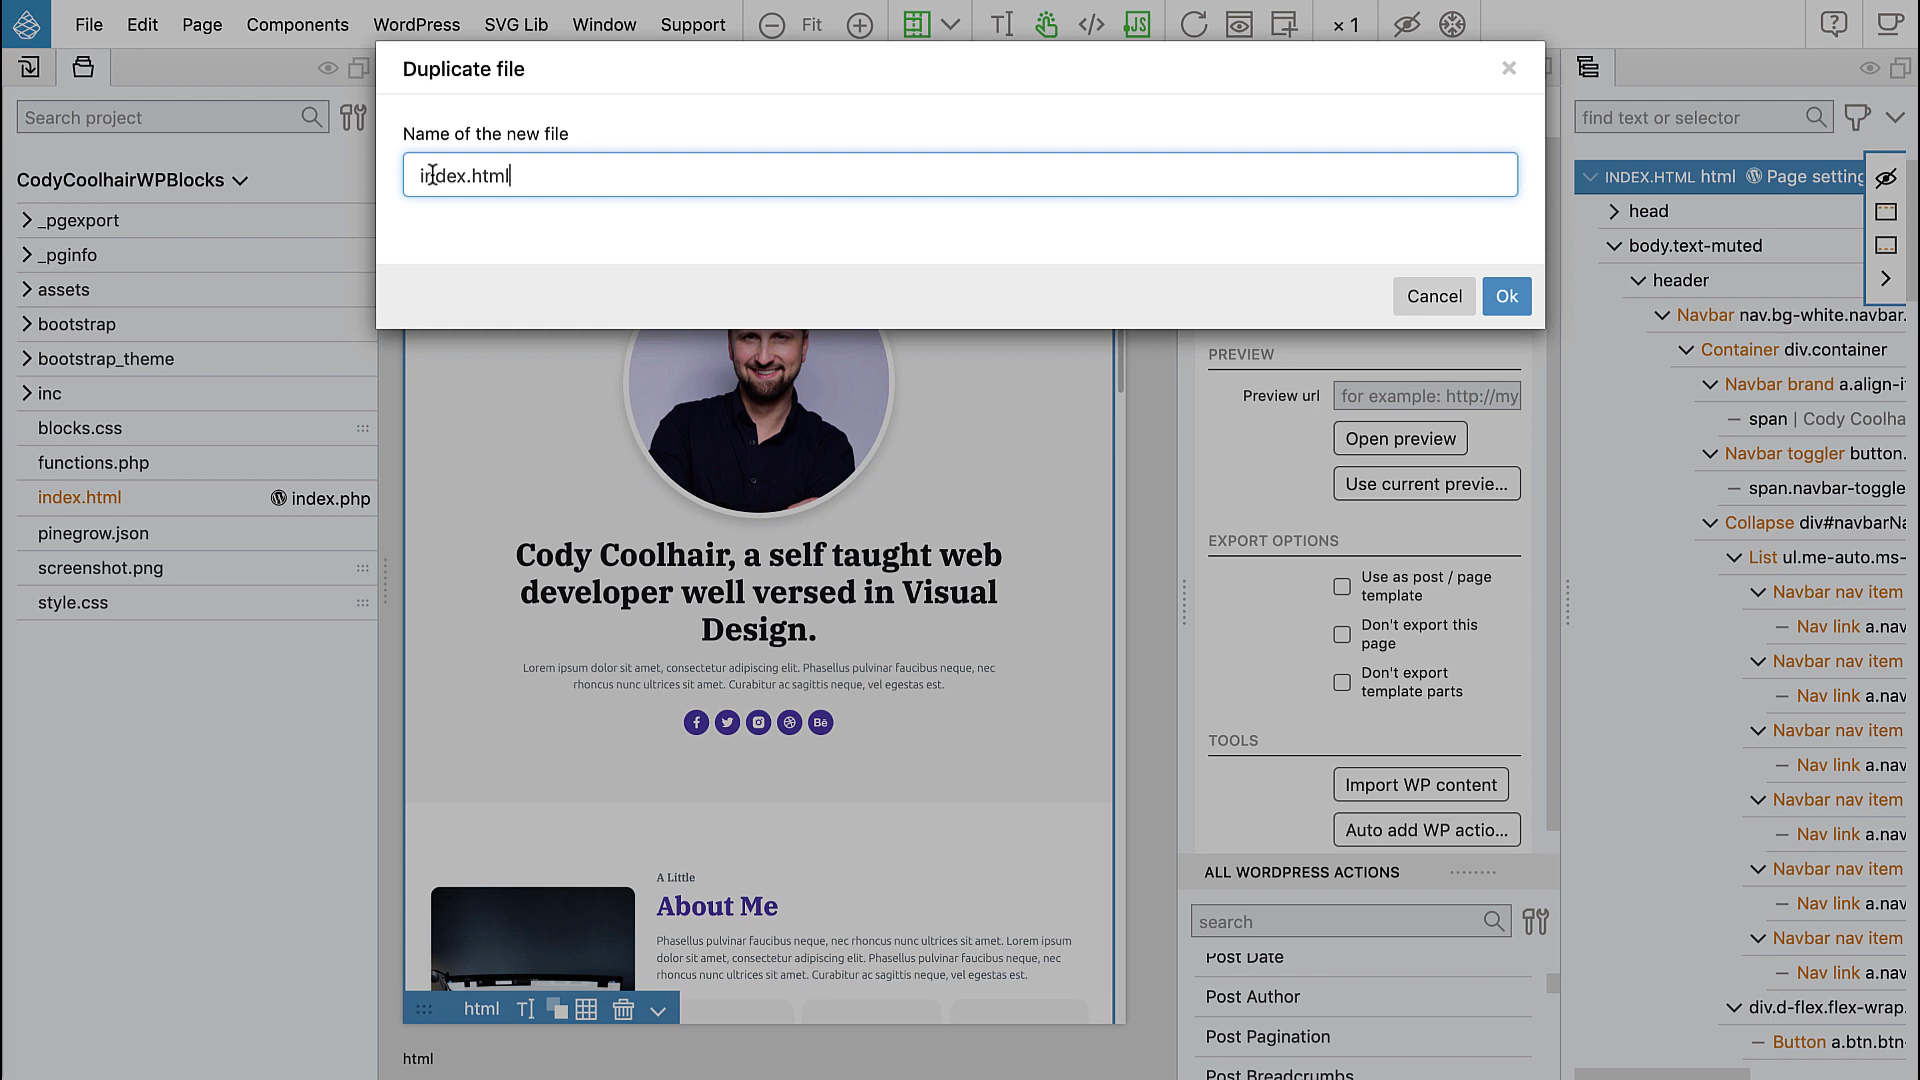 File Edit Page Components WordPress SVG Lib Window Support Fit JS × 1
Duplicate file
×
Name of the new file
index.html
Cancel
Ok
Search project
CodyCoolhairWPBlocks
_pgexport
_pginfo
assets
bootstrap
bootstrap_theme
inc
blocks.css
functions.php
index.html
index.php
pinegrow.json
screenshot.png
style.css
Cody Coolhair, a self taught web
developer well versed in Visual
Design.
Lorem ipsum dolor sit amet, consectetur adipiscing elit. Phasellus pulvinar faucibus neque, nec
rhoncus nunc ultrices sit amet. Curabitur ac sagittis neque, vel egestas est.
Bē
A Little
About Me
Phasellus pulvinar faucibus neque, nec rhoncus nunc ultrices sit amet. Lorem ipsum
dolor sit amet, consectetur adipiscing elit. Phasellus pulvinar faucibus neque, nec
rhoncus nunc ultrices sit amet. Curabitur ac sagittis neque, vel egestas est.
html
html
PREVIEW
Preview url
for example: http://my
Open preview
Use current previe...
EXPORT OPTIONS
Use as post / page
template
Don't export this
page
Don't export
template parts
TOOLS
Import WP content
Auto add WP actio...
ALL WORDPRESS ACTIONS
search
Post Date
Post Author
Post Pagination
Post Breadcrumbs
find text or selector
INDEX.HTML html Page setting
head
body.text-muted
header
Navbar nav.bg-white.navbar.
Container div.container
Navbar brand a.align-i
span | Cody Coolha
Navbar toggler button.
span.navbar-toggle
Collapse div#navbarNa
List ul.me-auto.ms-
Navbar nav item
Nav link a.nav
Navbar nav item
Nav link a.nav
Navbar nav item
Nav link a.nav
Navbar nav item
Nav link a.nav
Navbar nav item
Nav link a.nav
Navbar nav item
Nav link a.nav
div.d-flex.flex-wrap.
Button a.btn.btn-